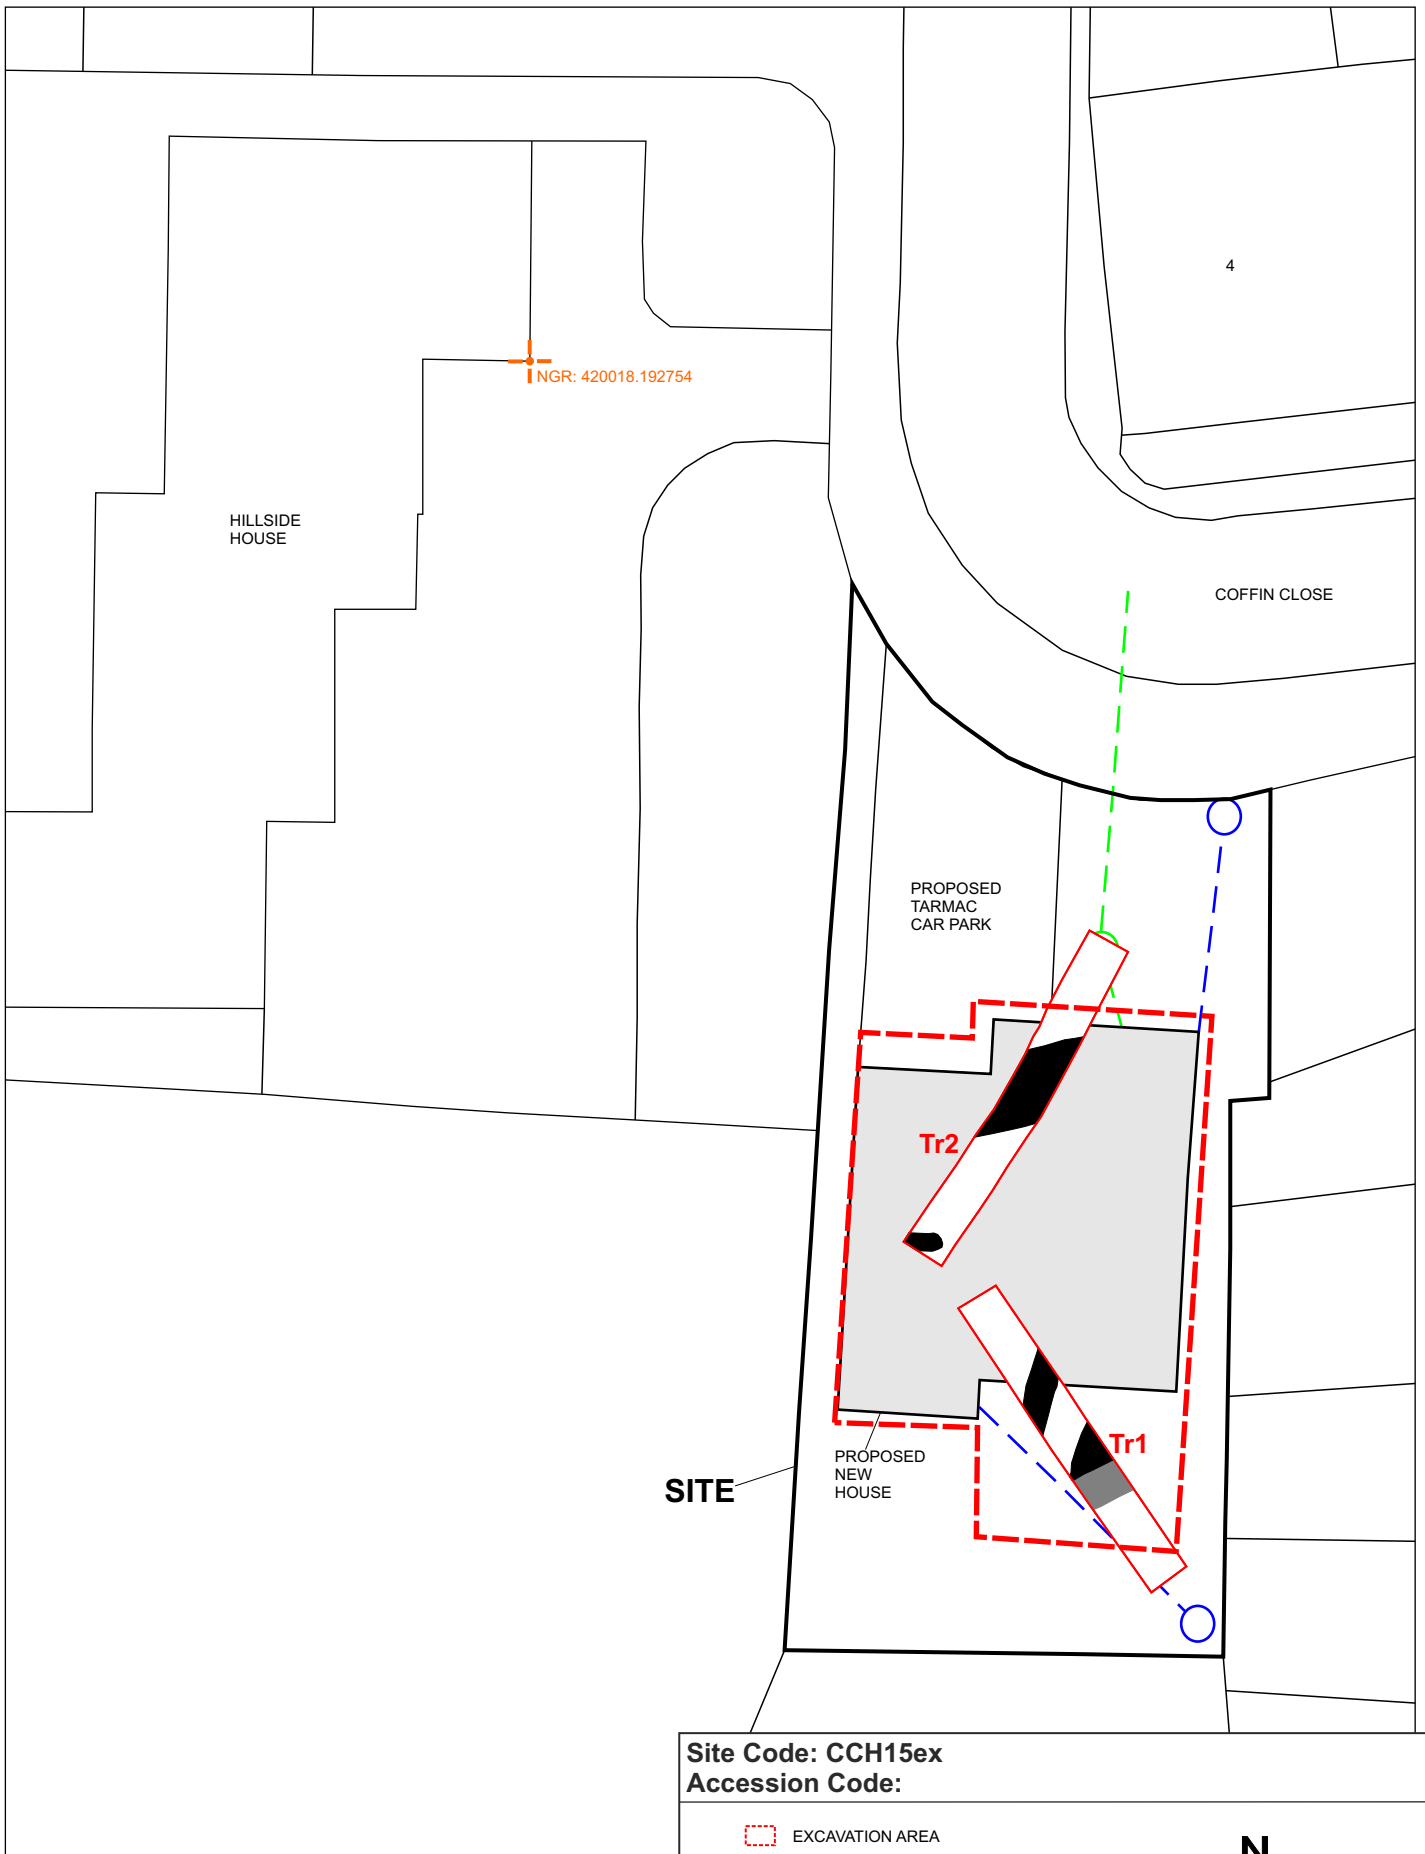 4
NGR: 420018.192754
HILLSIDE
HOUSE
COFFIN CLOSE
PROPOSED
TARMAC
CAR PARK
Tr2
Tr1
PROPOSED
NEW
HOUSE
SITE
Site Code: CCH15ex
Accession Code:
EXCAVATION AREA
N